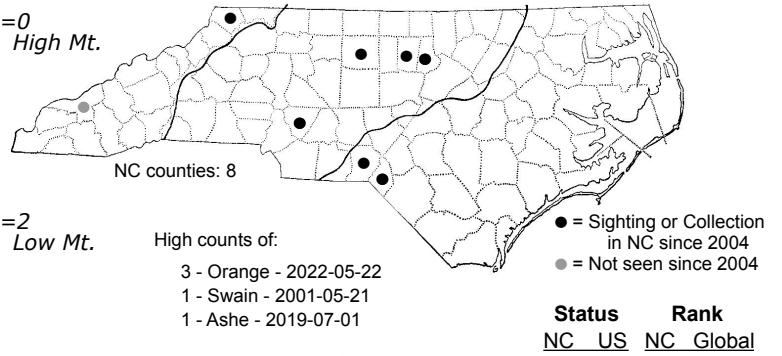 =0
High Mt.
NC counties: 8
=2
Low Mt.
High counts of:
3 - Orange - 2022-05-22
1 - Swain - 2001-05-21
1 - Ashe - 2019-07-01
= Sighting or Collection
in NC since 2004
= Not seen since 2004
Status Rank
NC US NC Global